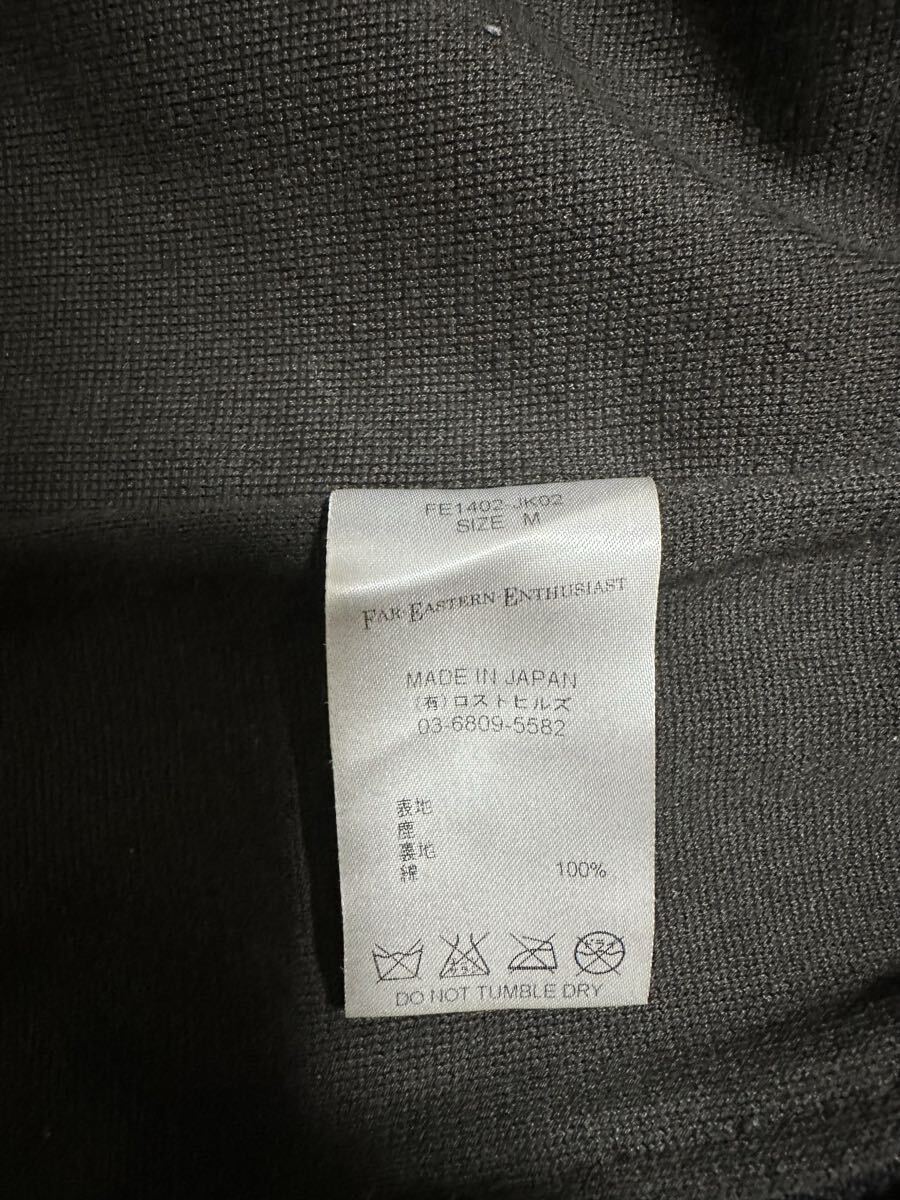 FE1402-JK02
SIZE M
FAR EASTERN ENTHUSIAST
MADE IN JAPAN
(有)ロストヒルズ
03-6809-5582
表地
鹿
裏地
綿 100%
DO NOT TUMBLE DRY